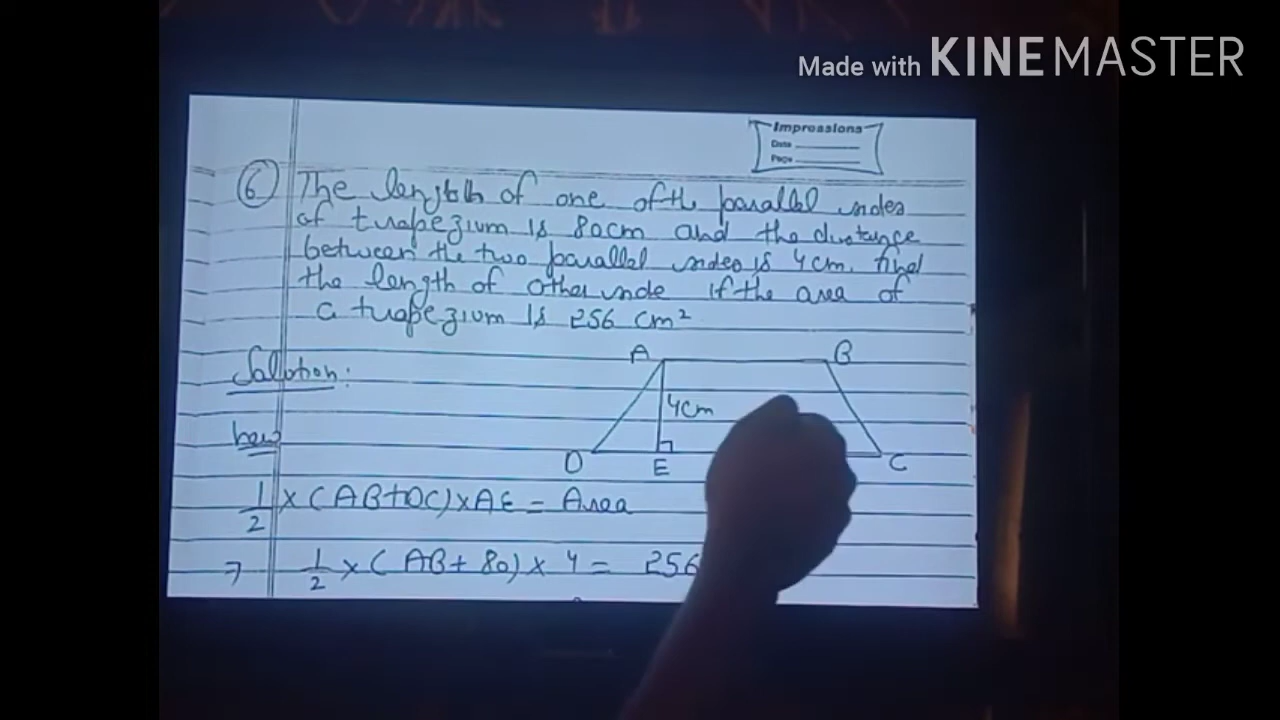 Made with KINEMASTER
Impressions
Date
Page
6 The length of one of the parallel sides
of trapezium is 80cm and the distance
between the two parallel sides is 4cm. find
the length of other side if the area of
a trapezium is 256 cm²
Solution:
A B
4cm
D E C
1/2 × (AB+DC) × AE = Area
⇒ 1/2 × (AB + 80) × 4 = 256